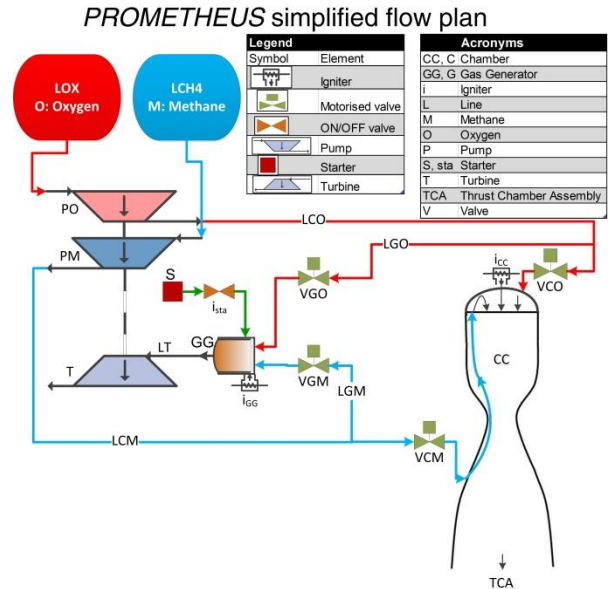 PROMETHEUS simplified flow plan
LOX
O: Oxygen
LCH4
M: Methane
Legend
Symbol Element
Igniter
Motorised valve
ON/OFF valve
Pump
Starter
Turbine
Acronyms
CC, C Chamber
GG, G Gas Generator
i Igniter
L Line
M Methane
O Oxygen
P Pump
S, sta Starter
T Turbine
TCA Thrust Chamber Assembly
V Valve
PO
LCO
LGO
PM
iCC
VCO
S
VGO
ista
LT
GG
CC
T
VGM
iGG
LGM
LCM
VCM
TCA